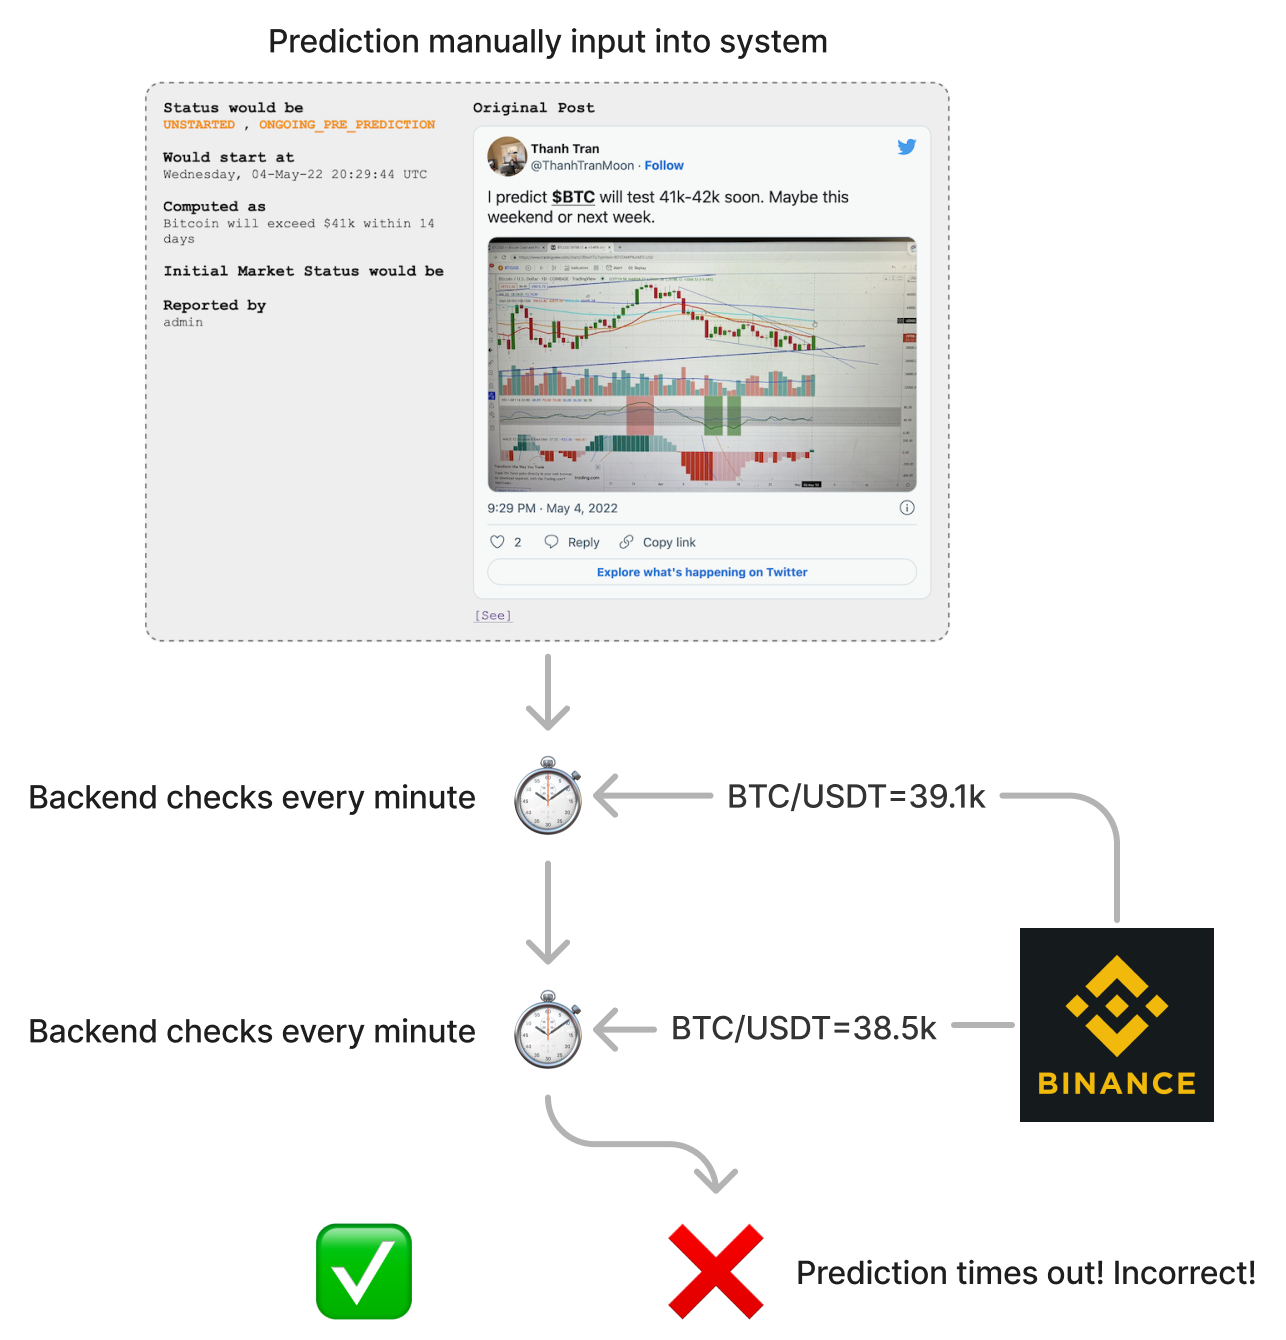 Prediction manually input into system
Status would be
UNSTARTED , ONGOING_PRE_PREDICTION
Would start at
Wednesday, 04-May-22 20:29:44 UTC
Computed as
Bitcoin will exceed $41k within 14
days
Initial Market Status would be
Reported by
admin
Original Post
Thanh Tran
@ThanhTranMoon · Follow
I predict $BTC will test 41k-42k soon. Maybe this
weekend or next week.
9:29 PM · May 4, 2022
2 Reply Copy link
Explore what's happening on Twitter
[See]
Backend checks every minute
BTC/USDT=39.1k
Backend checks every minute
BTC/USDT=38.5k
BINANCE
Prediction times out! Incorrect!